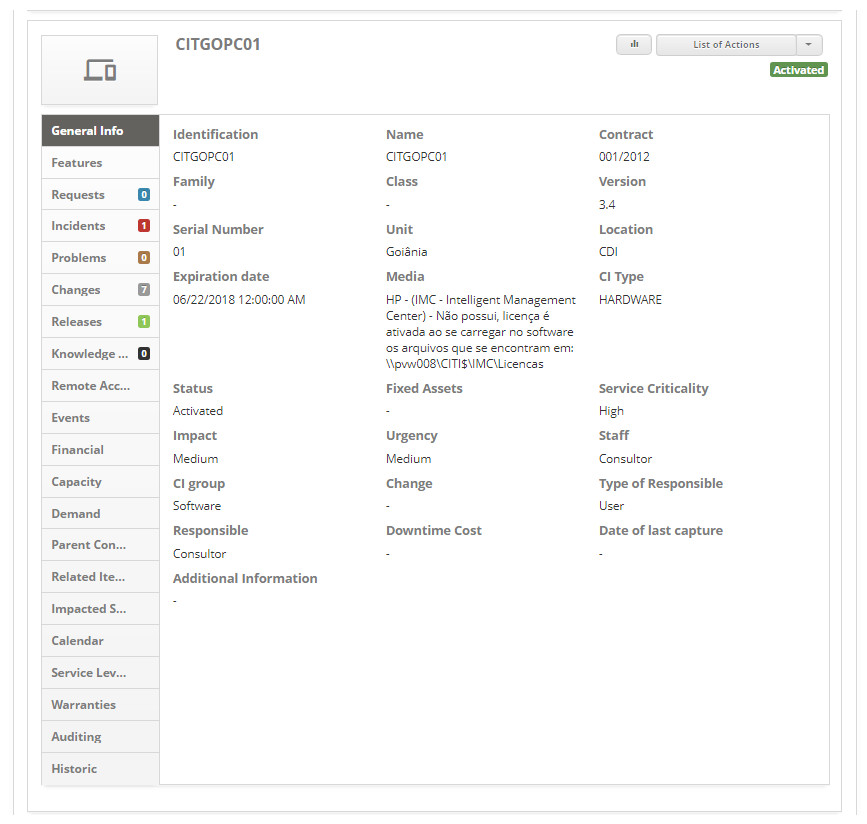 CITGOPC01
List of Actions
Activated
General Info
Features
Requests 0
Incidents 1
Problems 0
Changes 7
Releases 1
Knowledge ... 0
Remote Acc...
Events
Financial
Capacity
Demand
Parent Con...
Related Ite...
Impacted S...
Calendar
Service Lev...
Warranties
Auditing
Historic
Identification Name Contract
CITGOPC01 CITGOPC01 001/2012
Family Class Version
- - 3.4
Serial Number Unit Location
01 Goiânia CDI
Expiration date Media CI Type
06/22/2018 12:00:00 AM HP - (IMC - Intelligent Management HARDWARE
Center) - Não possui, licença é
ativada ao se carregar no software
os arquivos que se encontram em:
\\pvw008\CITI$\IMC\Licencas
Status Fixed Assets Service Criticality
Activated - High
Impact Urgency Staff
Medium Medium Consultor
CI group Change Type of Responsible
Software - User
Responsible Downtime Cost Date of last capture
Consultor - -
Additional Information
-